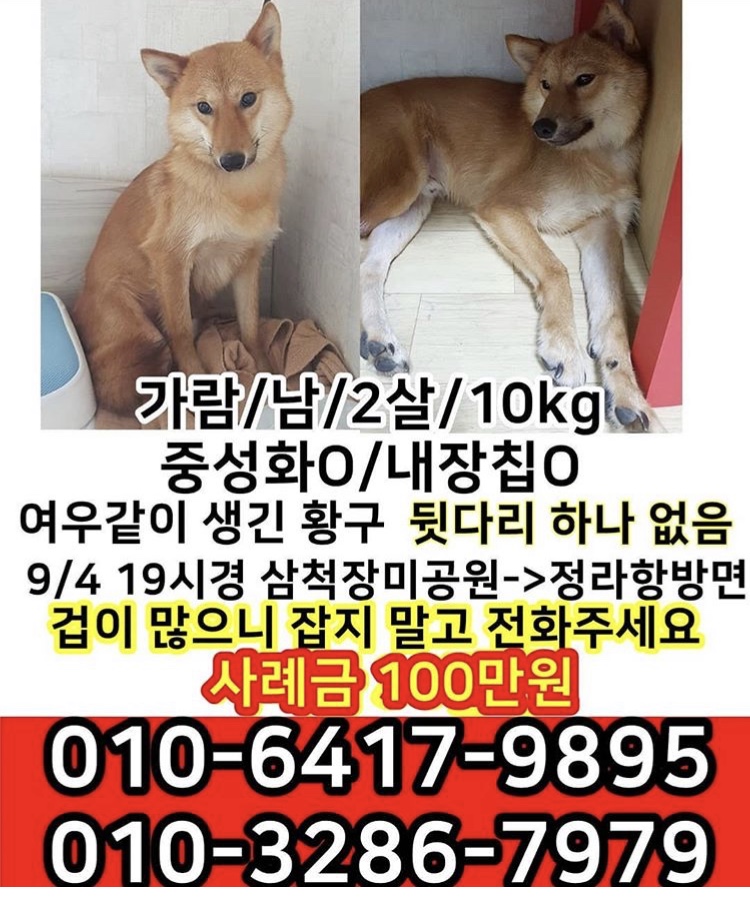 가람/남/2살/10kg
중성화O/내장칩O
여우같이 생긴 황구 뒷다리 하나 없음
9/4 19시경 삼척장미공원->정라항방면
겁이 많으니 잡지 말고 전화주세요
사례금 100만원
010-6417-9895
010-3286-7979